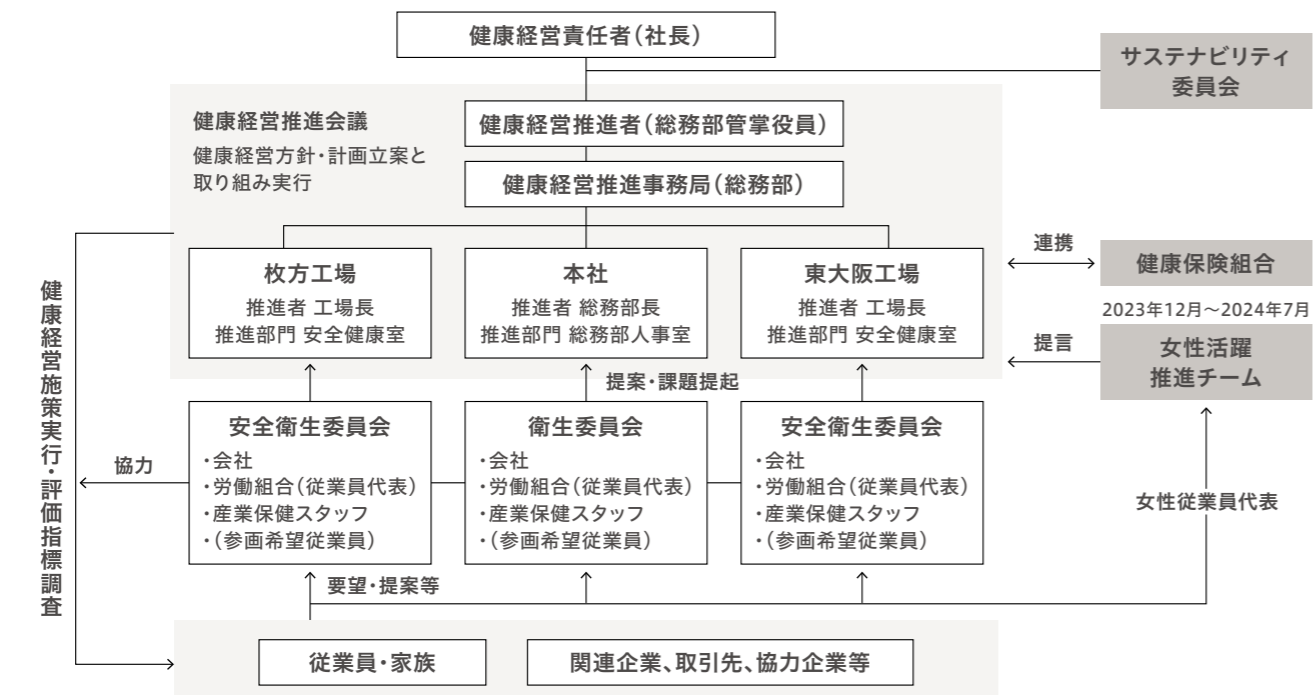 健康経営責任者（社長）
サステナビリティ
委員会
健康経営推進会議
健康経営方針・計画立案と
取り組み実行
健康経営推進者（総務部管掌役員）
健康経営推進事務局（総務部）
枚方工場
推進者 工場長
推進部門 安全健康室
本社
推進者 総務部長
推進部門 総務部人事室
東大阪工場
推進者 工場長
推進部門 安全健康室
連携
健康保険組合
2023年12月～2024年7月
提言
女性活躍
推進チーム
提案・課題提起
健康経営施策実行・評価指標調査
協力
安全衛生委員会
・会社
・労働組合（従業員代表）
・産業保健スタッフ
・（参画希望従業員）
衛生委員会
・会社
・労働組合（従業員代表）
・産業保健スタッフ
・（参画希望従業員）
安全衛生委員会
・会社
・労働組合（従業員代表）
・産業保健スタッフ
・（参画希望従業員）
女性従業員代表
要望・提案等
従業員・家族
関連企業、取引先、協力企業等